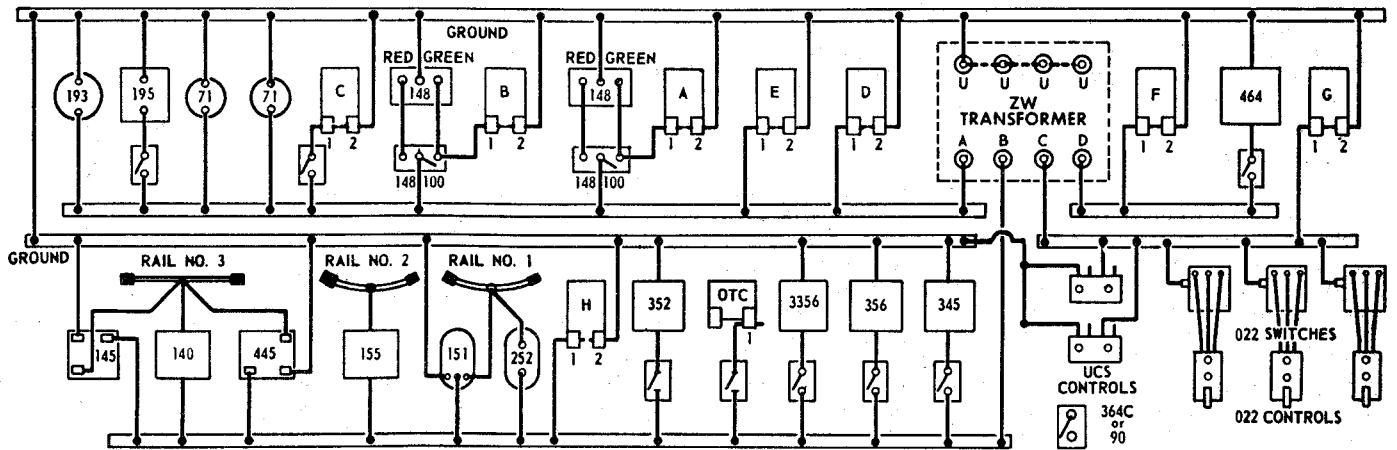 GROUND
RED GREEN
RED GREEN
193
195
71
71
C
148
B
148
A
E
D
U U U U
ZW
TRANSFORMER
A B C D
F
464
G
1 2
1 2
1 2
1 2
1 2
1 2
1 2
148 100
148 100
GROUND
RAIL NO. 3
RAIL NO. 2
RAIL NO. 1
H
352
OTC
3356
356
345
145
140
445
155
151
252
1 2
1
022 SWITCHES
UCS
CONTROLS
364C
or
90
022 CONTROLS